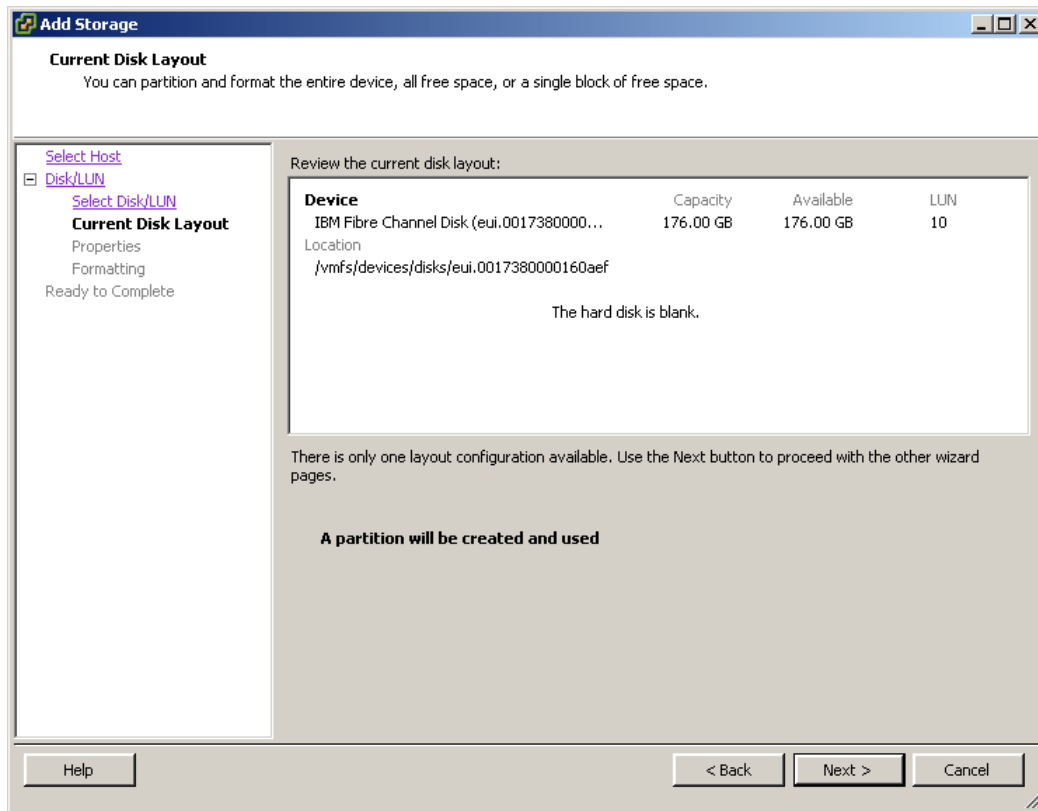 Add Storage
Current Disk Layout
You can partition and format the entire device, all free space, or a single block of free space.
Select Host
Disk/LUN
Select Disk/LUN
Current Disk Layout
Properties
Formatting
Ready to Complete
Review the current disk layout:
Device Capacity Available LUN
IBM Fibre Channel Disk (eui.0017380000... 176.00 GB 176.00 GB 10
Location
/vmfs/devices/disks/eui.0017380000160aef
The hard disk is blank.
There is only one layout configuration available. Use the Next button to proceed with the other wizard
pages.
A partition will be created and used
Help < Back Next > Cancel